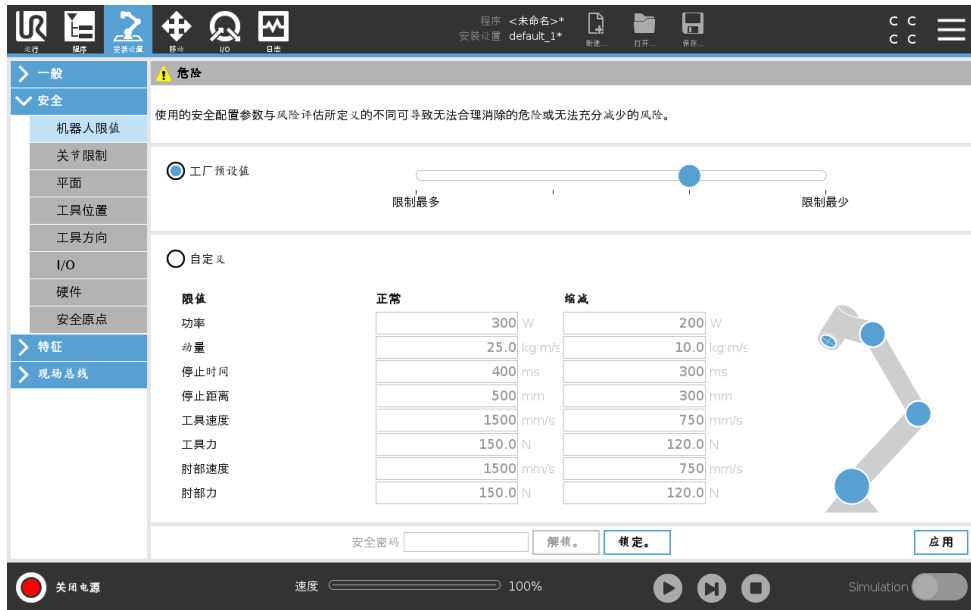 程序 <未命名>*
安装设置 default_1*
运行 程序 安装设置 移动 I/O 日志 新建... 打开... 保存...
C C
C C
一般
安全
机器人限值
关节限制
平面
工具位置
工具方向
I/O
硬件
安全原点
特征
现场总线
危险
使用的安全配置参数与风险评估所定义的不同可导致无法合理消除的危险或无法充分减少的风险。
工厂预设值
限制最多 限制最少
自定义
限值 正常 缩减
功率 300 W 200 W
动量 25.0 kg m/s 10.0 kg m/s
停止时间 400 ms 300 ms
停止距离 500 mm 300 mm
工具速度 1500 mm/s 750 mm/s
工具力 150.0 N 120.0 N
肘部速度 1500 mm/s 750 mm/s
肘部力 150.0 N 120.0 N
安全密码 解锁。 锁定。 应用
关闭电源 速度 100% Simulation